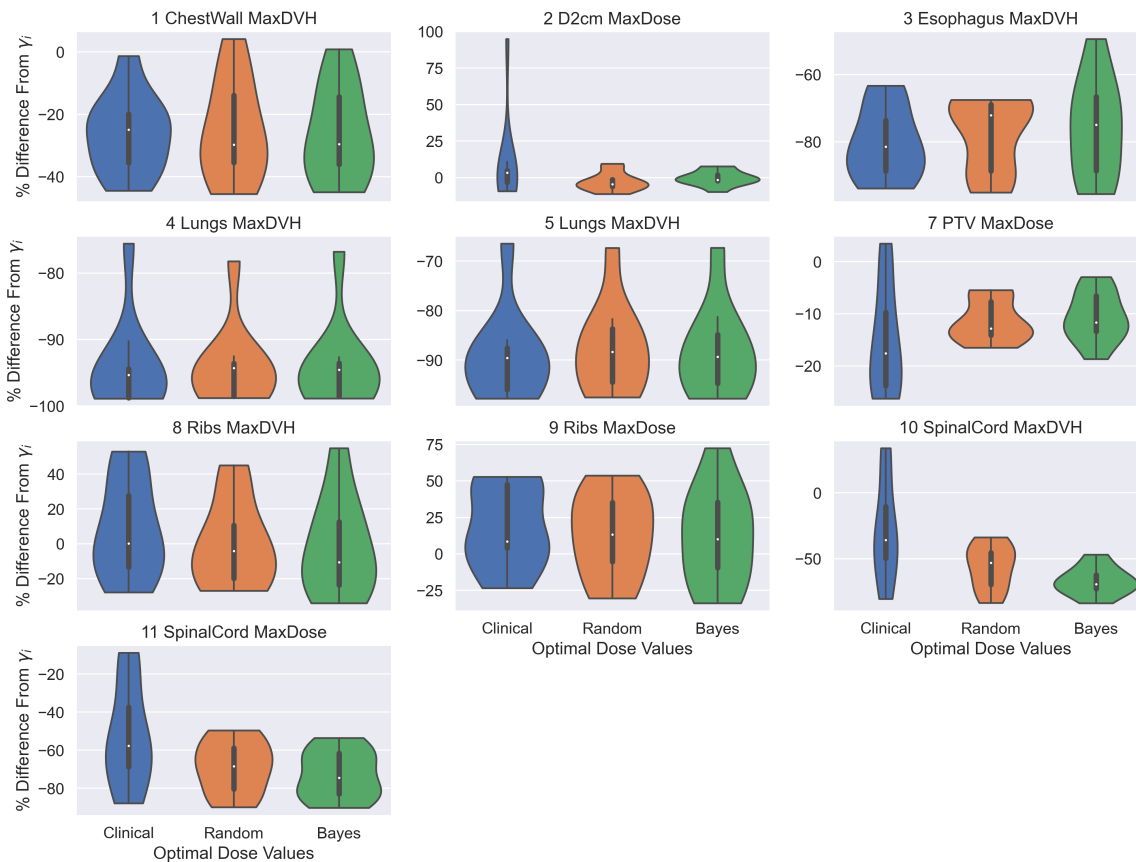 1 ChestWall MaxDVH
2 D2cm MaxDose
3 Esophagus MaxDVH
% Difference From γi
0
−20
−40
100
75
50
25
0
−60
−80
4 Lungs MaxDVH
5 Lungs MaxDVH
7 PTV MaxDose
% Difference From γi
−80
−90
−100
−70
−80
−90
0
−10
−20
8 Ribs MaxDVH
9 Ribs MaxDose
10 SpinalCord MaxDVH
% Difference From γi
40
20
0
−20
75
50
25
0
−25
0
−50
Clinical Random Bayes
Optimal Dose Values
Clinical Random Bayes
Optimal Dose Values
11 SpinalCord MaxDose
% Difference From γi
−20
−40
−60
−80
Clinical Random Bayes
Optimal Dose Values